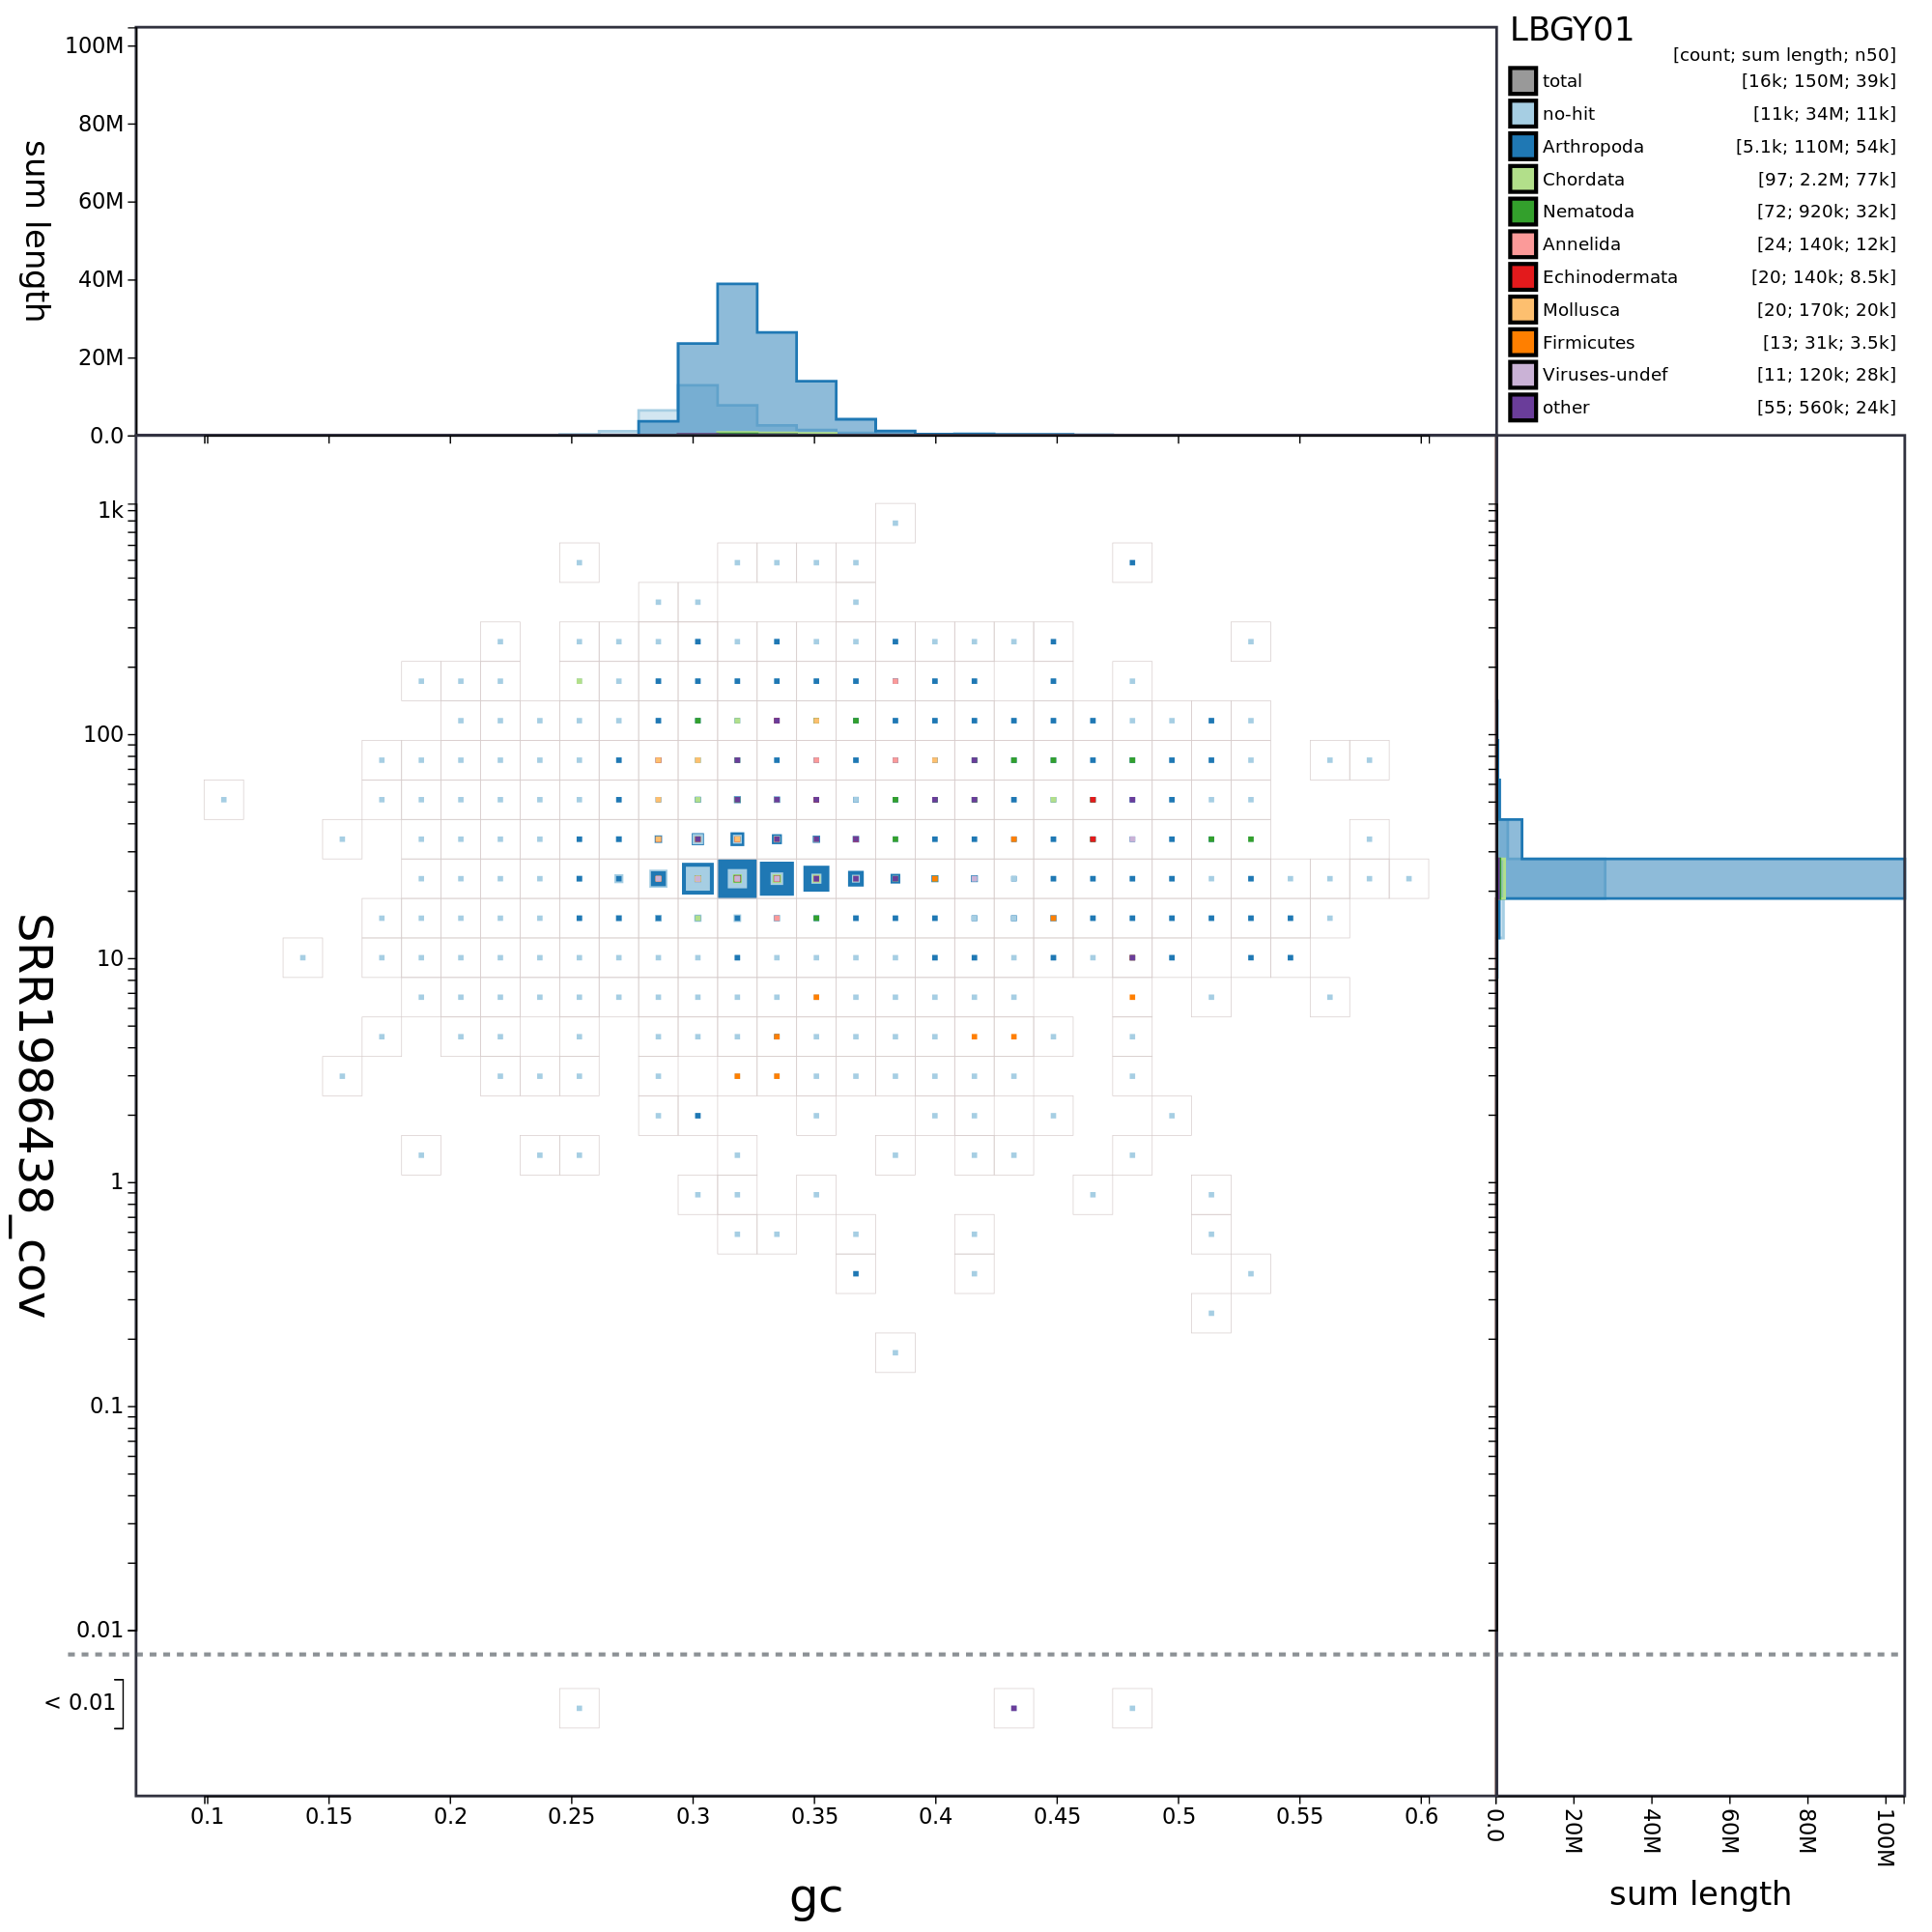 LBGY01
[count; sum length; n50]
total [16k; 150M; 39k]
no-hit [11k; 34M; 11k]
Arthropoda [5.1k; 110M; 54k]
Chordata [97; 2.2M; 77k]
Nematoda [72; 920k; 32k]
Annelida [24; 140k; 12k]
Echinodermata [20; 140k; 8.5k]
Mollusca [20; 170k; 20k]
Firmicutes [13; 31k; 3.5k]
Viruses-undef [11; 120k; 28k]
other [55; 560k; 24k]
sum length
100M
80M
60M
40M
20M
0.0
SRR1986438_cov
1k
100
10
1
0.1
0.01
< 0.01
0.1 0.15 0.2 0.25 0.3 0.35 0.4 0.45 0.5 0.55 0.6
gc
0.0 20M 40M 60M 80M 100M
sum length